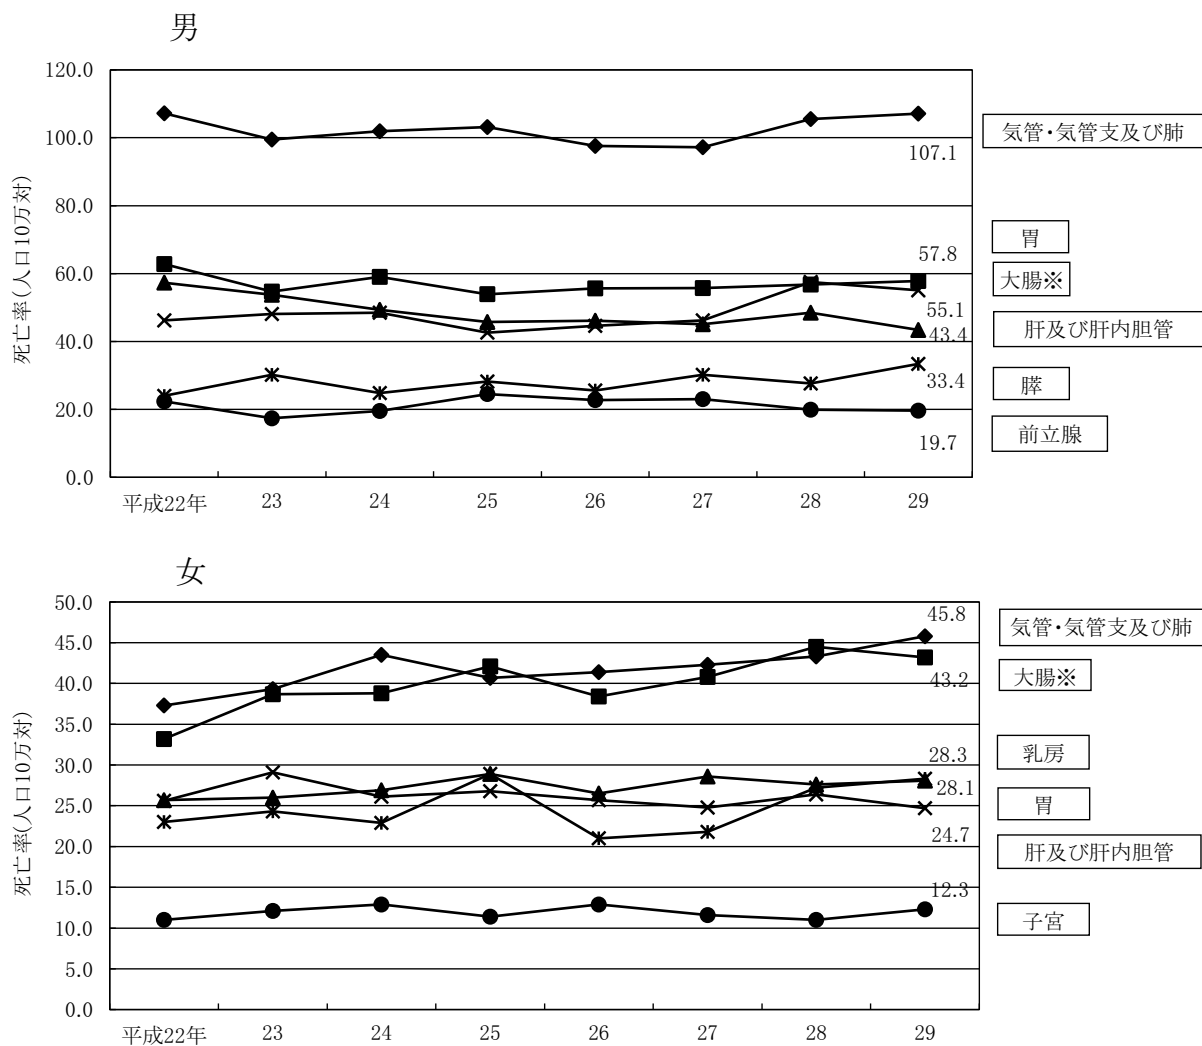 男
120.0
100.0
80.0
60.0
40.0
20.0
0.0
死亡率(人口10万対)
107.1
57.8
55.1
43.4
33.4
19.7
気管・気管支及び肺
胃
大腸※
肝及び肝内胆管
膵
前立腺
平成22年 23 24 25 26 27 28 29
女
50.0
45.0
40.0
35.0
30.0
25.0
20.0
15.0
10.0
5.0
0.0
死亡率(人口10万対)
45.8
43.2
28.3
28.1
24.7
12.3
気管・気管支及び肺
大腸※
乳房
胃
肝及び肝内胆管
子宮
平成22年 23 24 25 26 27 28 29